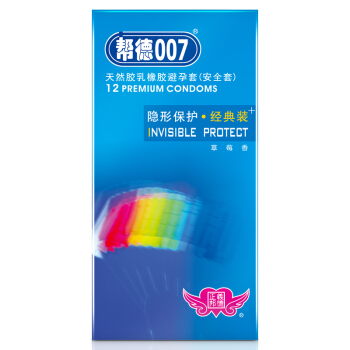 帮德007
天然胶乳橡胶避孕套(安全套)
12 PREMIUM CONDOMS
隐形保护·经典装+
INVISIBLE PROTECT
草莓香